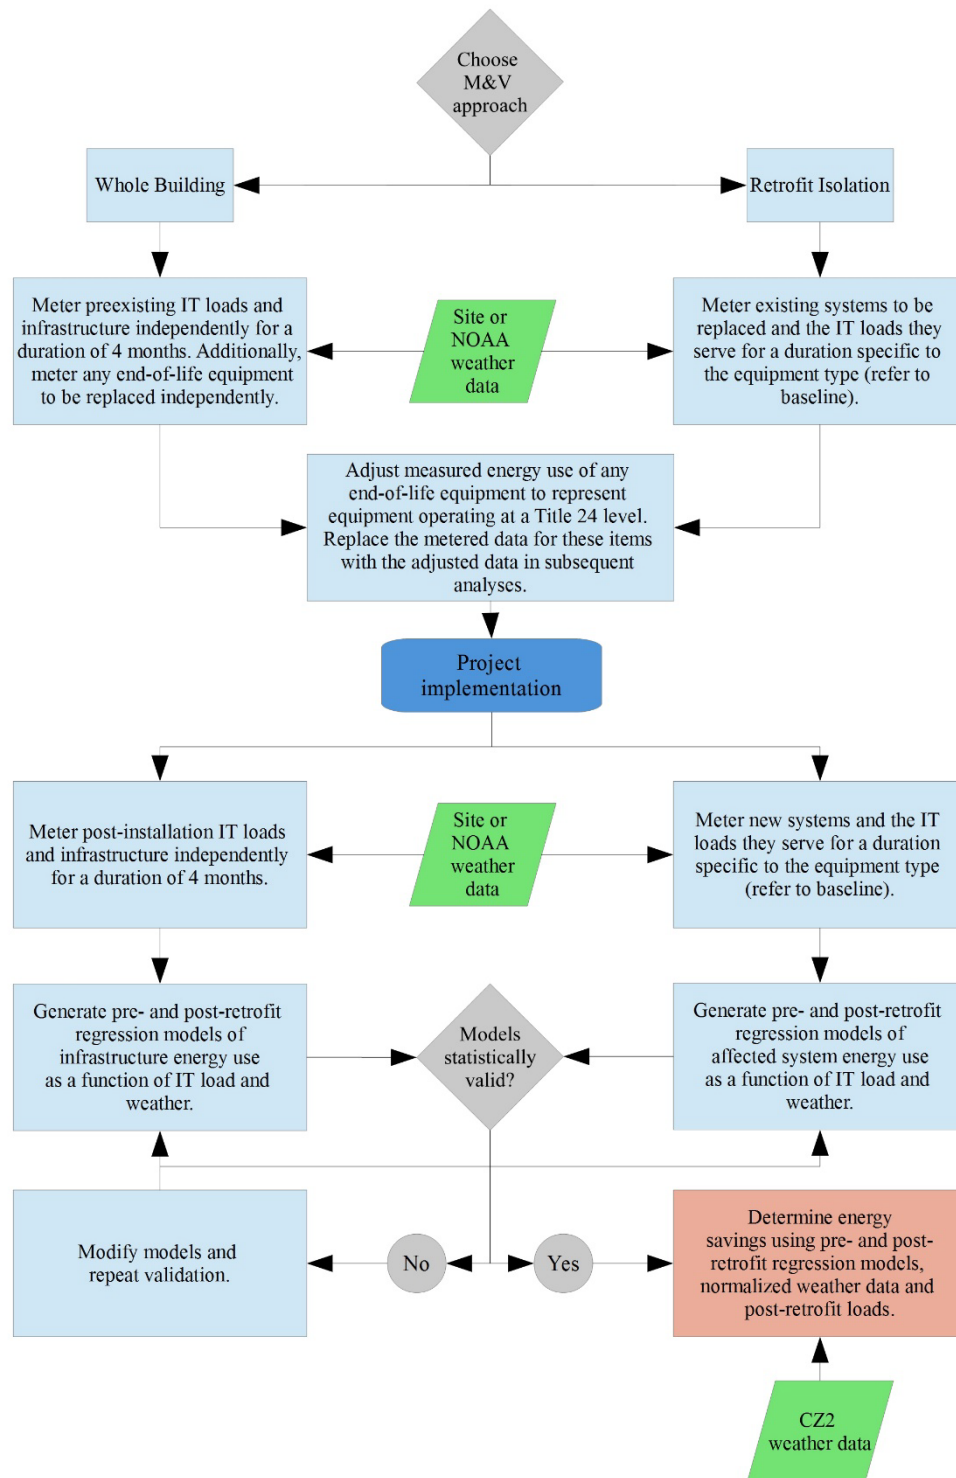 Choose
M&V
approach
Whole Building
Retrofit Isolation
Meter preexisting IT loads and
infrastructure independently for a
duration of 4 months. Additionally,
meter any end-of-life equipment
to be replaced independently.
Site or
NOAA
weather
data
Meter existing systems to be
replaced and the IT loads they
serve for a duration specific to
the equipment type (refer to
baseline).
Adjust measured energy use of any
end-of-life equipment to represent
equipment operating at a Title 24 level.
Replace the metered data for these items
with the adjusted data in subsequent
analyses.
Project
implementation
Meter post-installation IT loads
and infrastructure independently
for a duration of 4 months.
Site or
NOAA
weather
data
Meter new systems and the IT
loads they serve for a duration
specific to the equipment type
(refer to baseline).
Generate pre- and post-retrofit
regression models of
infrastructure energy use
as a function of IT load and
weather.
Models
statistically
valid?
Generate pre- and post-retrofit
regression models of
affected system energy use
as a function of IT load and
weather.
Modify models and
repeat validation.
No
Yes
Determine energy
savings using pre- and post-
retrofit regression models,
normalized weather data and
post-retrofit loads.
CZ2
weather data